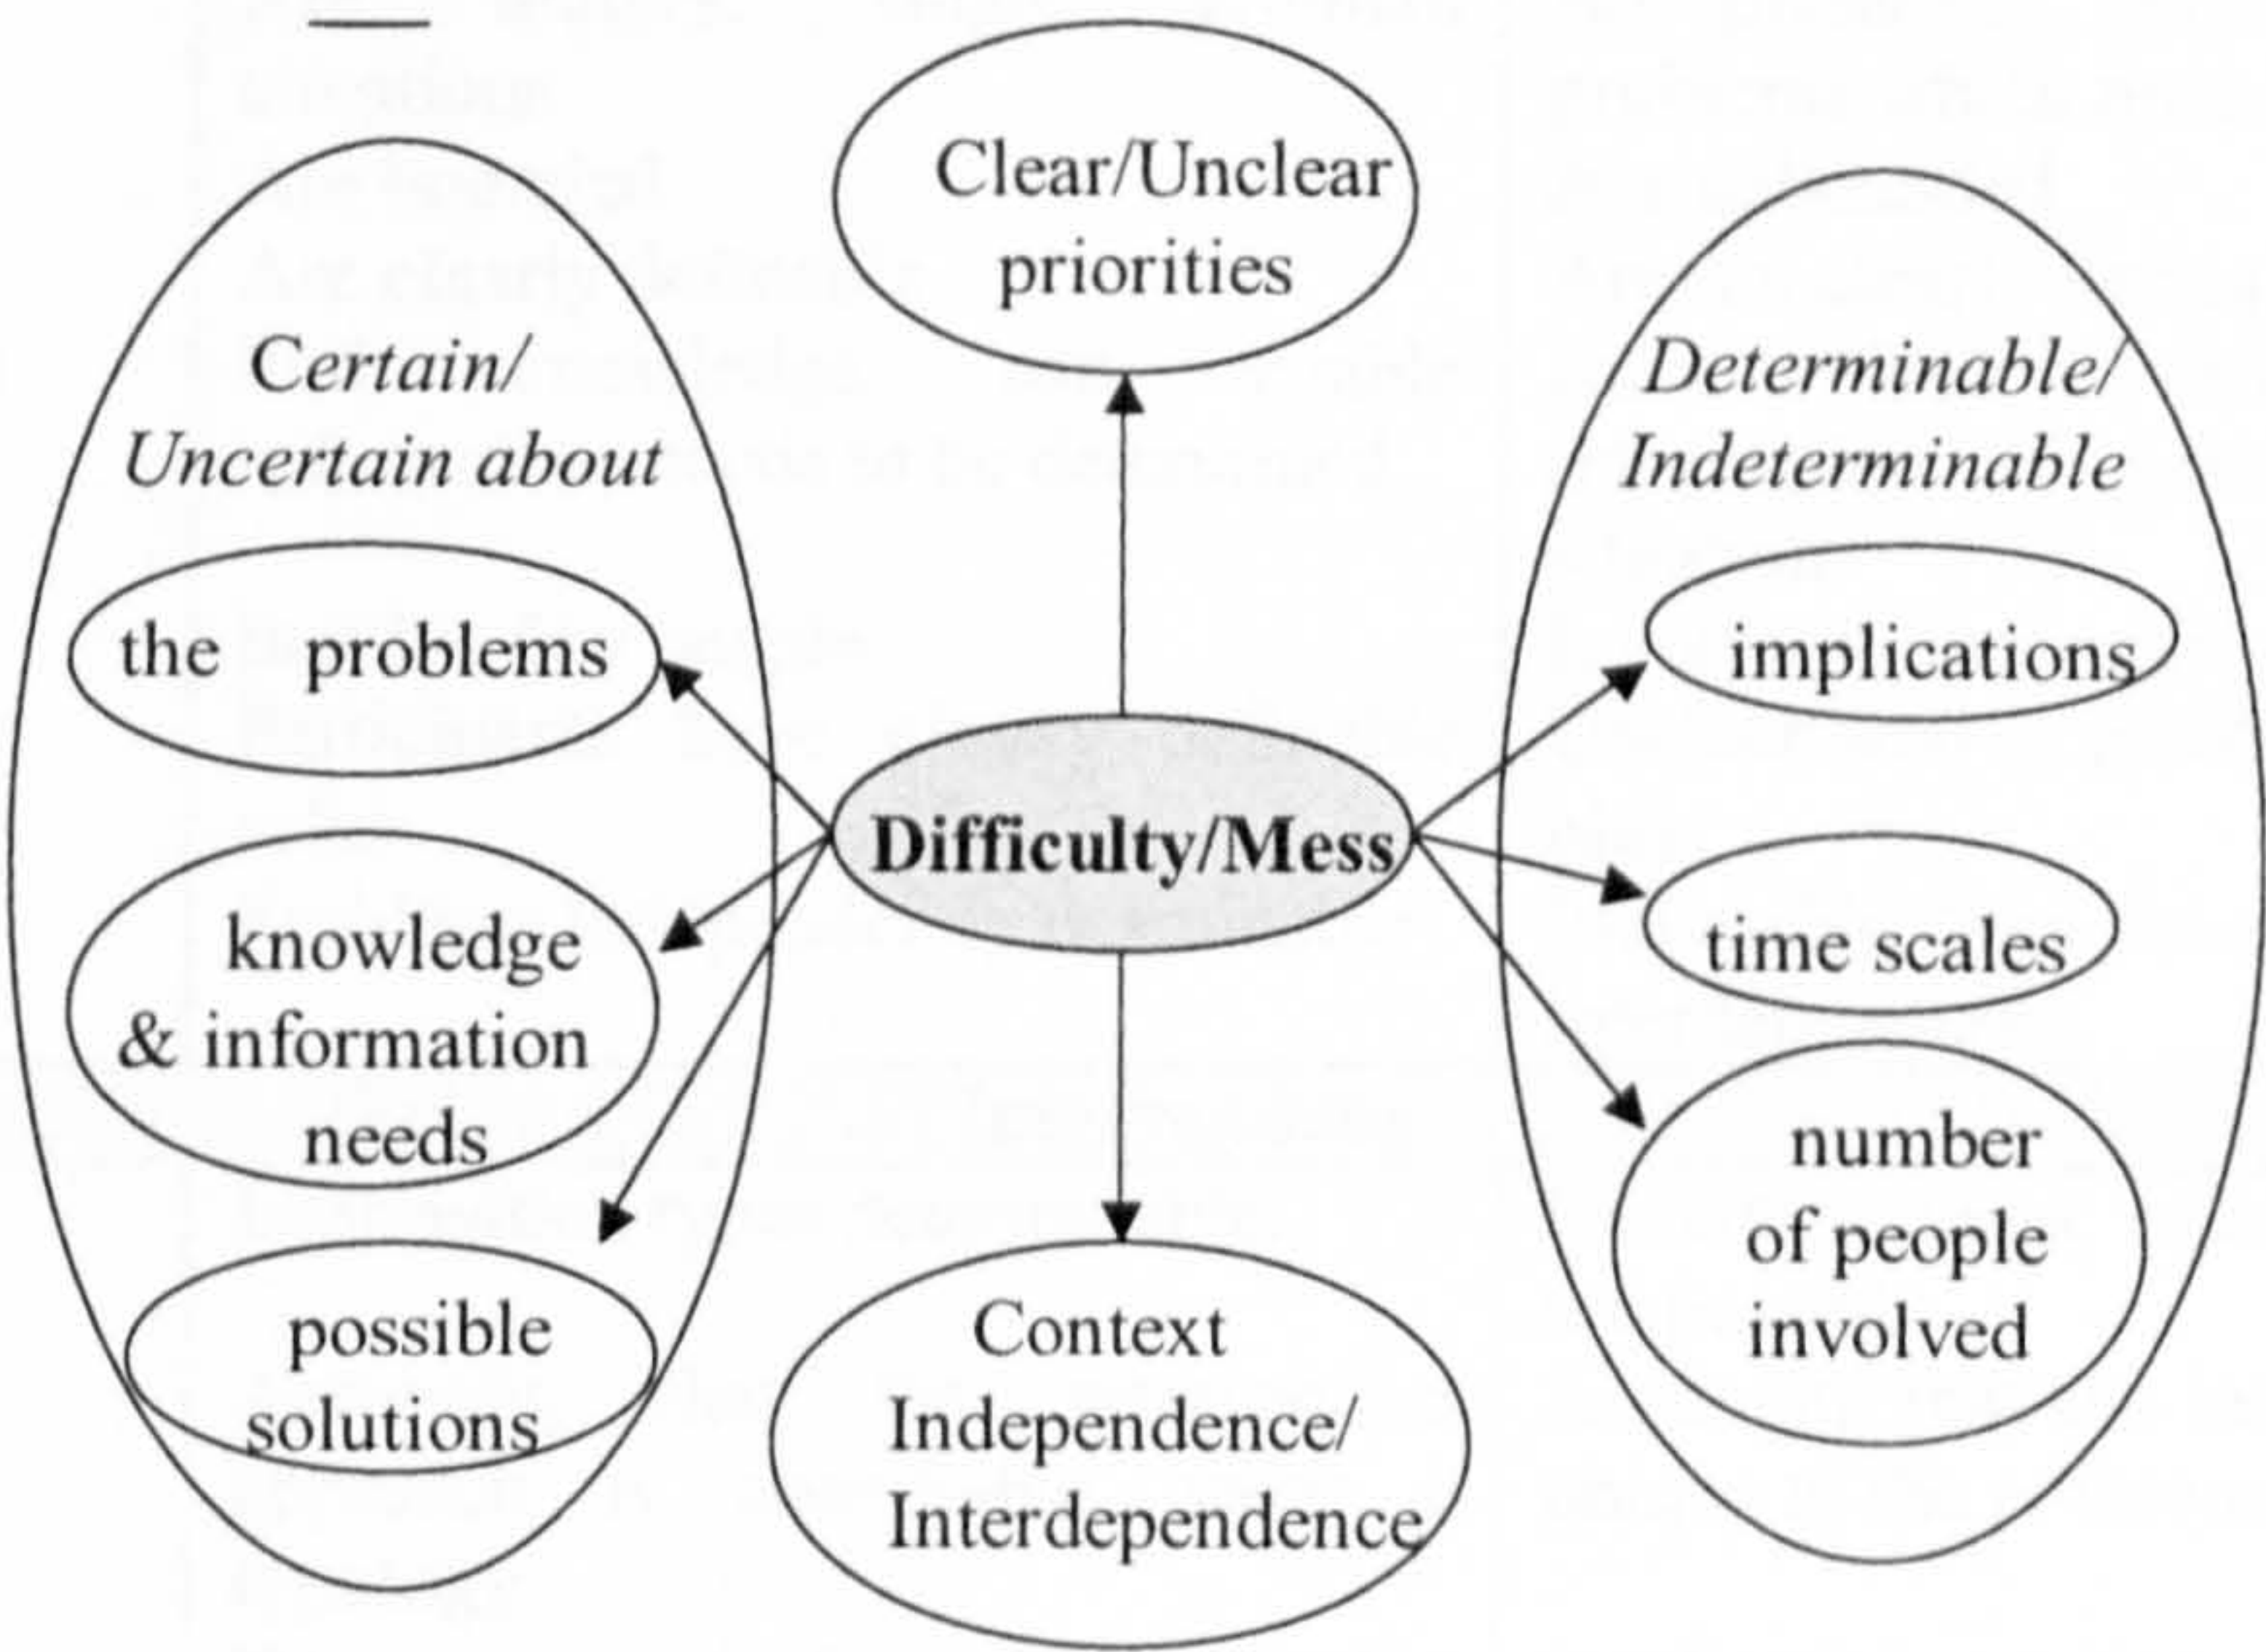 Clear/Unclear
priorities
Certain/
Uncertain about
the problems
knowledge
& information
needs
possible
solutions
Difficulty/Mess
Context
Independence/
Interdependence
Determinable/
Indeterminable
implications
time scales
number
of people
involved